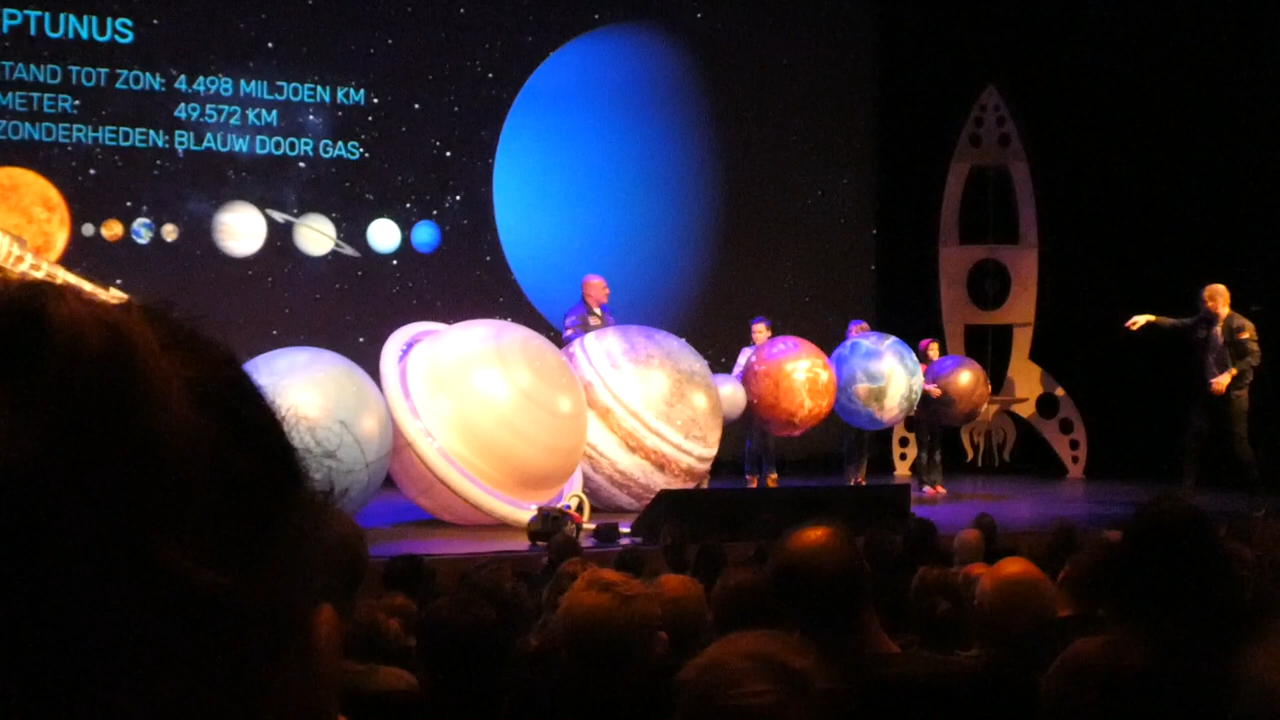 PTUNUS
TAND TOT ZON: 4.498 MILJOEN KM
METER: 49.572 KM
ZONDERHEDEN: BLAUW DOOR GAS